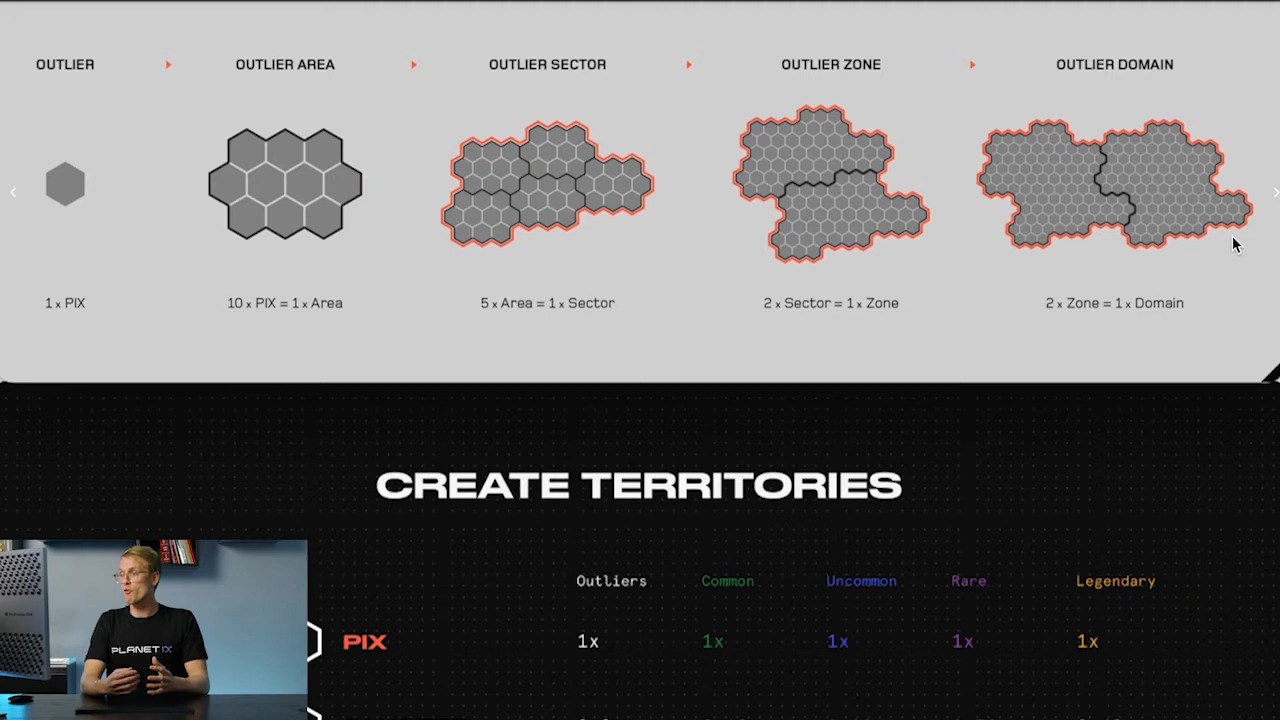 OUTLIER
OUTLIER AREA
OUTLIER SECTOR
OUTLIER ZONE
OUTLIER DOMAIN
1 x PIX
10 x PIX = 1 x Area
5 x Area = 1 x Sector
2 x Sector = 1 x Zone
2 x Zone = 1 x Domain
CREATE TERRITORIES
Outliers
Common
Uncommon
Rare
Legendary
PIX
1x
1x
1x
1x
1x
PLANET IX